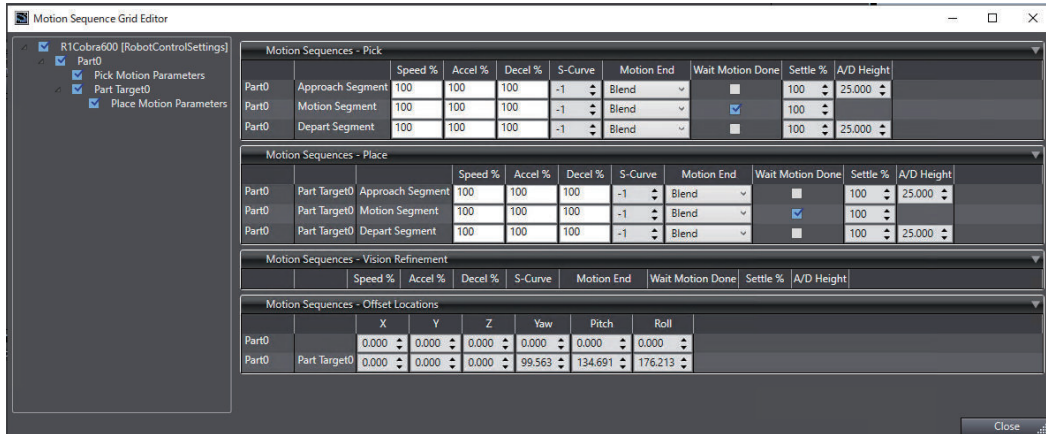 Motion Sequence Grid Editor
R1Cobra600 [RobotControlSettings]
Part0
Pick Motion Parameters
Part Target0
Place Motion Parameters
Motion Sequences - Pick
Speed % Accel % Decel % S-Curve Motion End Wait Motion Done Settle % A/D Height
Part0 Approach Segment 100 100 100 -1 Blend 100 25.000
Part0 Motion Segment 100 100 100 -1 Blend 100
Part0 Depart Segment 100 100 100 -1 Blend 100 25.000
Motion Sequences - Place
Speed % Accel % Decel % S-Curve Motion End Wait Motion Done Settle % A/D Height
Part0 Part Target0 Approach Segment 100 100 100 -1 Blend 100 25.000
Part0 Part Target0 Motion Segment 100 100 100 -1 Blend 100
Part0 Part Target0 Depart Segment 100 100 100 -1 Blend 100 25.000
Motion Sequences - Vision Refinement
Speed % Accel % Decel % S-Curve Motion End Wait Motion Done Settle % A/D Height
Motion Sequences - Offset Locations
X Y Z Yaw Pitch Roll
Part0 0.000 0.000 0.000 0.000 0.000 0.000
Part0 Part Target0 0.000 0.000 0.000 99.563 134.691 176.213
Close